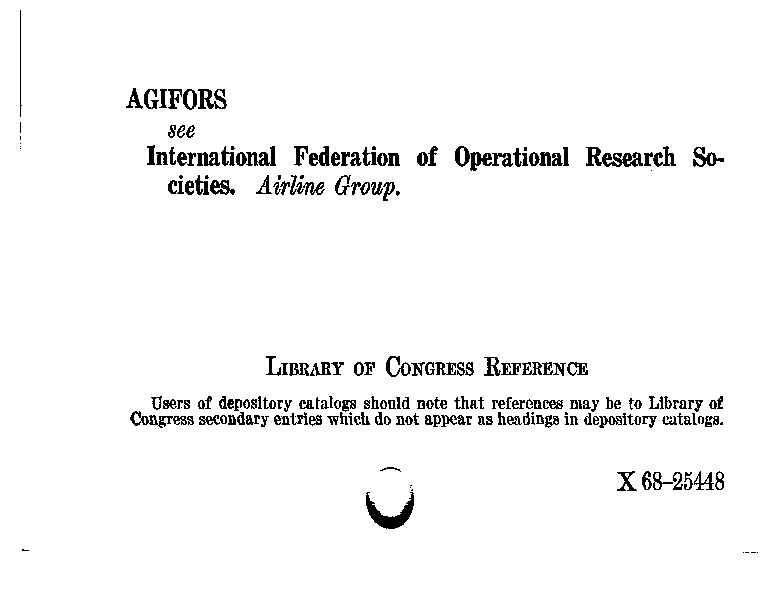 AGIFORS
see
International Federation of Operational Research So-
cieties. Airline Group.
LIBRARY OF CONGRESS REFERENCE
Users of depository catalogs should note that references may be to Library of
Congress secondary entries which do not appear as headings in depository catalogs.
X 68–25448